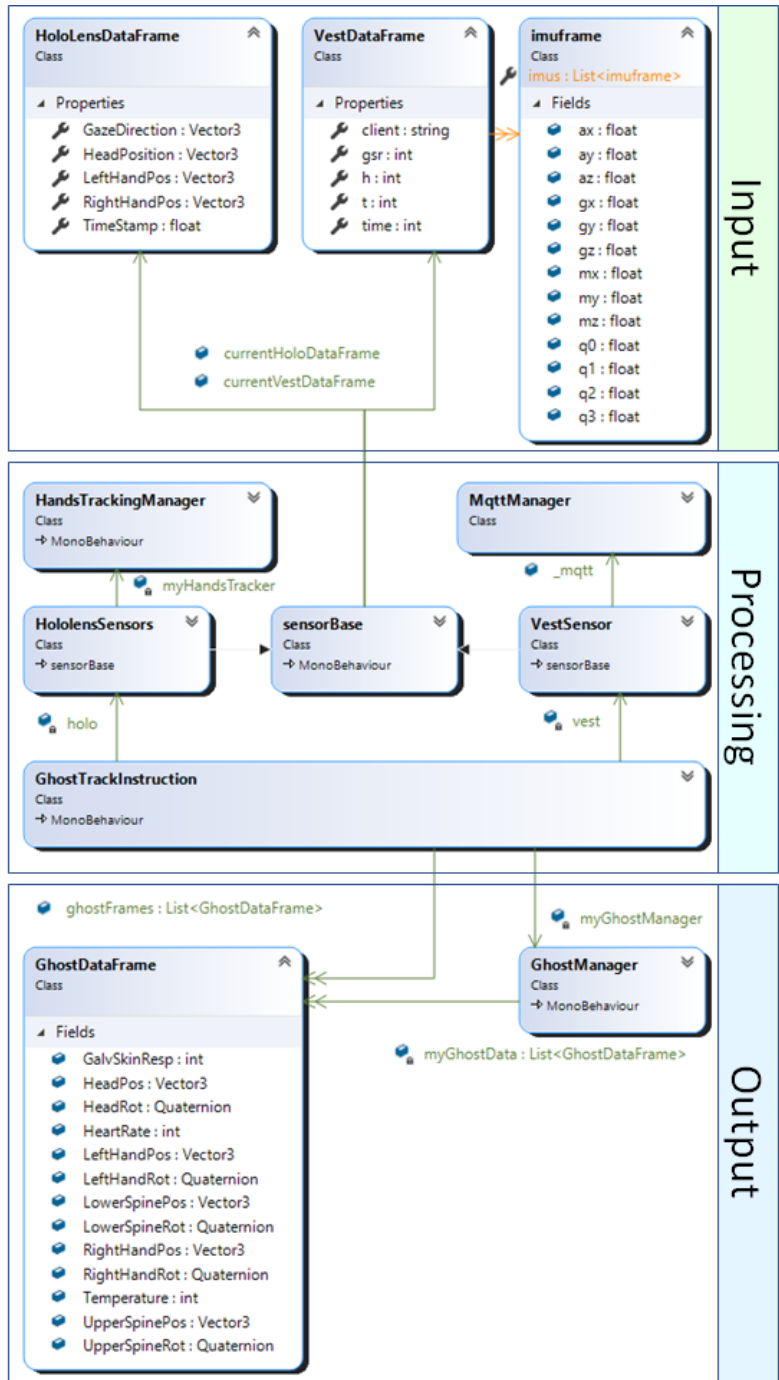 HoloLensDataFrame
Class
Properties
GazeDirection : Vector3
HeadPosition : Vector3
LeftHandPos : Vector3
RightHandPos : Vector3
TimeStamp : float
VestDataFrame
Class
Properties
client : string
gsr : int
h : int
t : int
time : int
imuframe
Class
imus : List<imuframe>
Fields
ax : float
ay : float
az : float
gx : float
gy : float
gz : float
mx : float
my : float
mz : float
q0 : float
q1 : float
q2 : float
q3 : float
currentHoloDataFrame
currentVestDataFrame
Input
HandsTrackingManager
Class
MonoBehaviour
MqttManager
Class
myHandsTracker
_mqtt
HololensSensors
Class
sensorBase
sensorBase
Class
MonoBehaviour
VestSensor
Class
sensorBase
holo
vest
GhostTrackInstruction
Class
MonoBehaviour
Processing
ghostFrames : List<GhostDataFrame>
myGhostManager
GhostDataFrame
Class
Fields
GalvSkinResp : int
HeadPos : Vector3
HeadRot : Quaternion
HeartRate : int
LeftHandPos : Vector3
LeftHandRot : Quaternion
LowerSpinePos : Vector3
LowerSpineRot : Quaternion
RightHandPos : Vector3
RightHandRot : Quaternion
Temperature : int
UpperSpinePos : Vector3
UpperSpineRot : Quaternion
GhostManager
Class
MonoBehaviour
myGhostData : List<GhostDataFrame>
Output